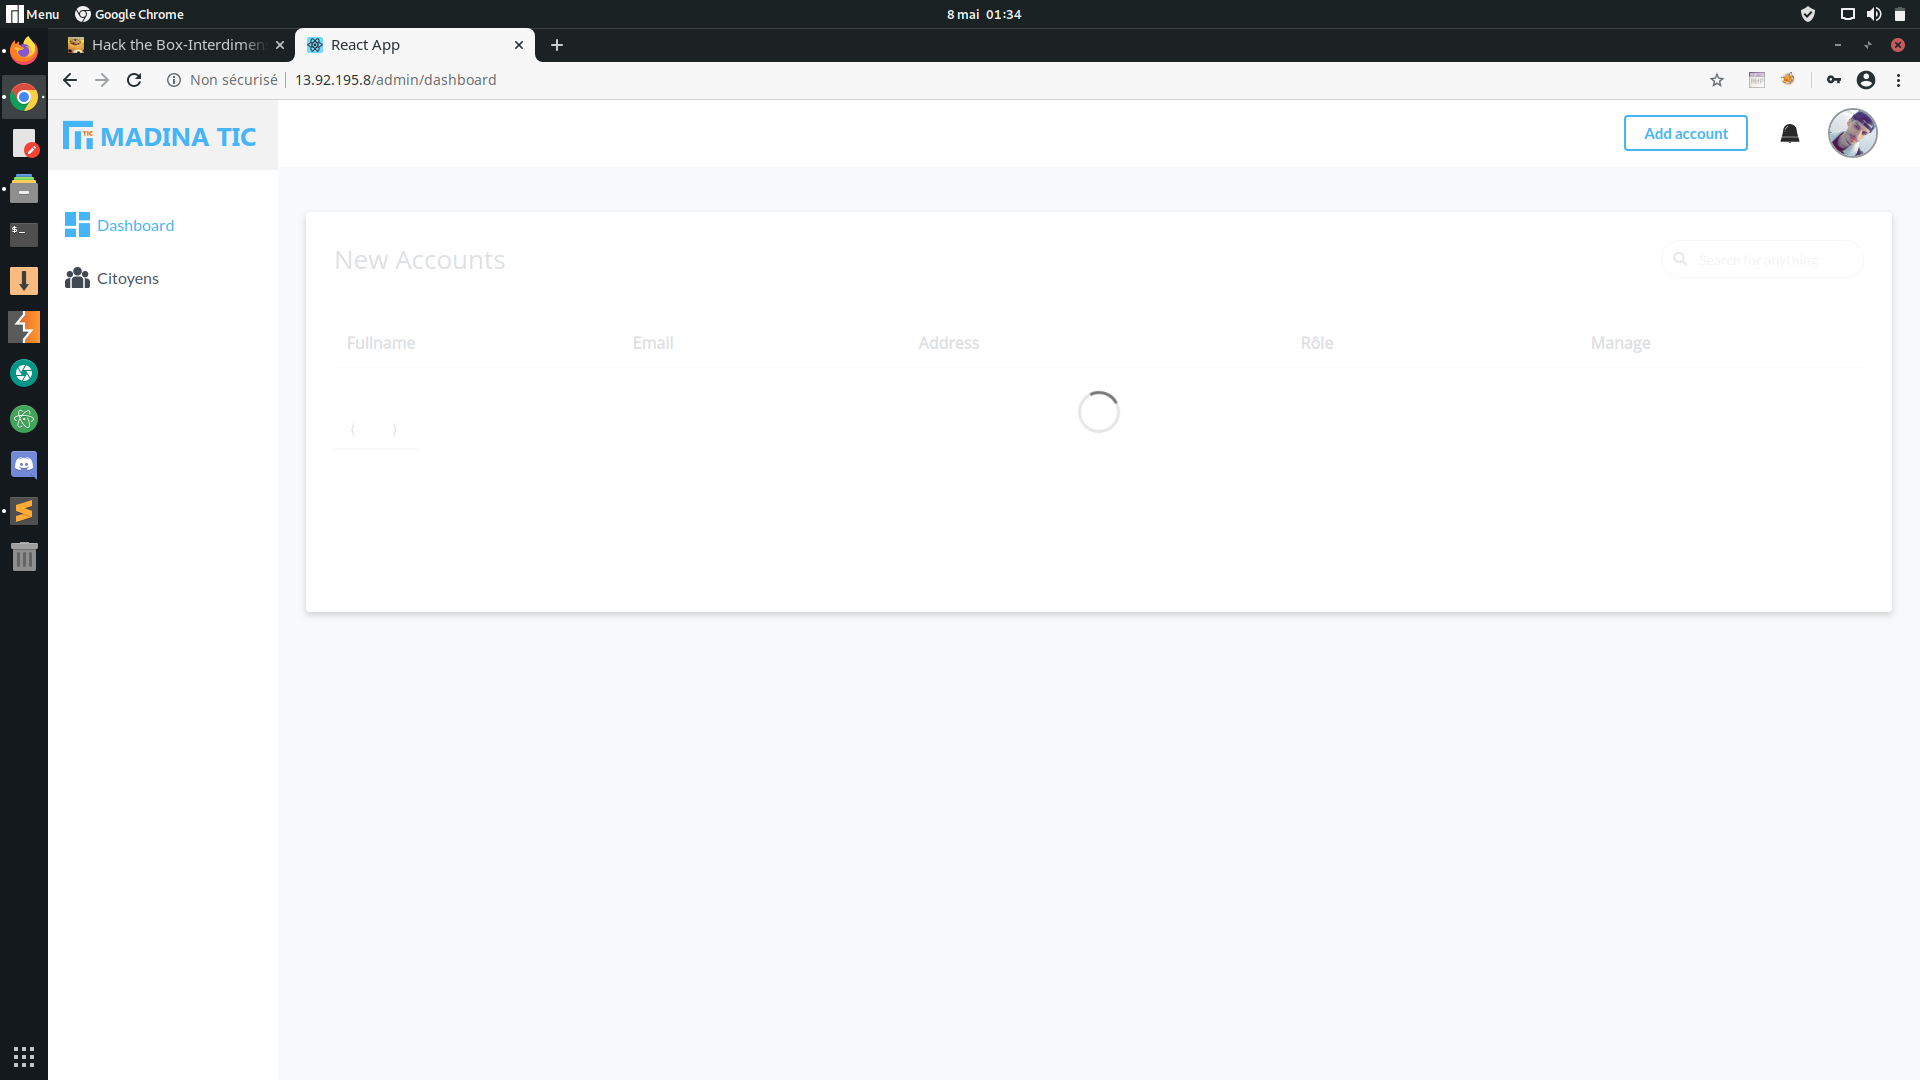 Menu Google Chrome 8 mai 01:34
Hack the Box-Interdimen React App
Non sécurisé 13.92.195.8/admin/dashboard
MADINA TIC
Add account
Dashboard
Citoyens
New Accounts
Search for anything
Fullname Email Address Rôle Manage
⟨ ⟩